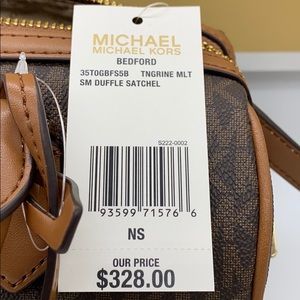 MICHAEL
MICHAEL KORS
BEDFORD
35T0GBFS5B TNGRINE MLT
SM DUFFLE SATCHEL
S222-0002
93599 71576 6
NS
OUR PRICE
$328.00